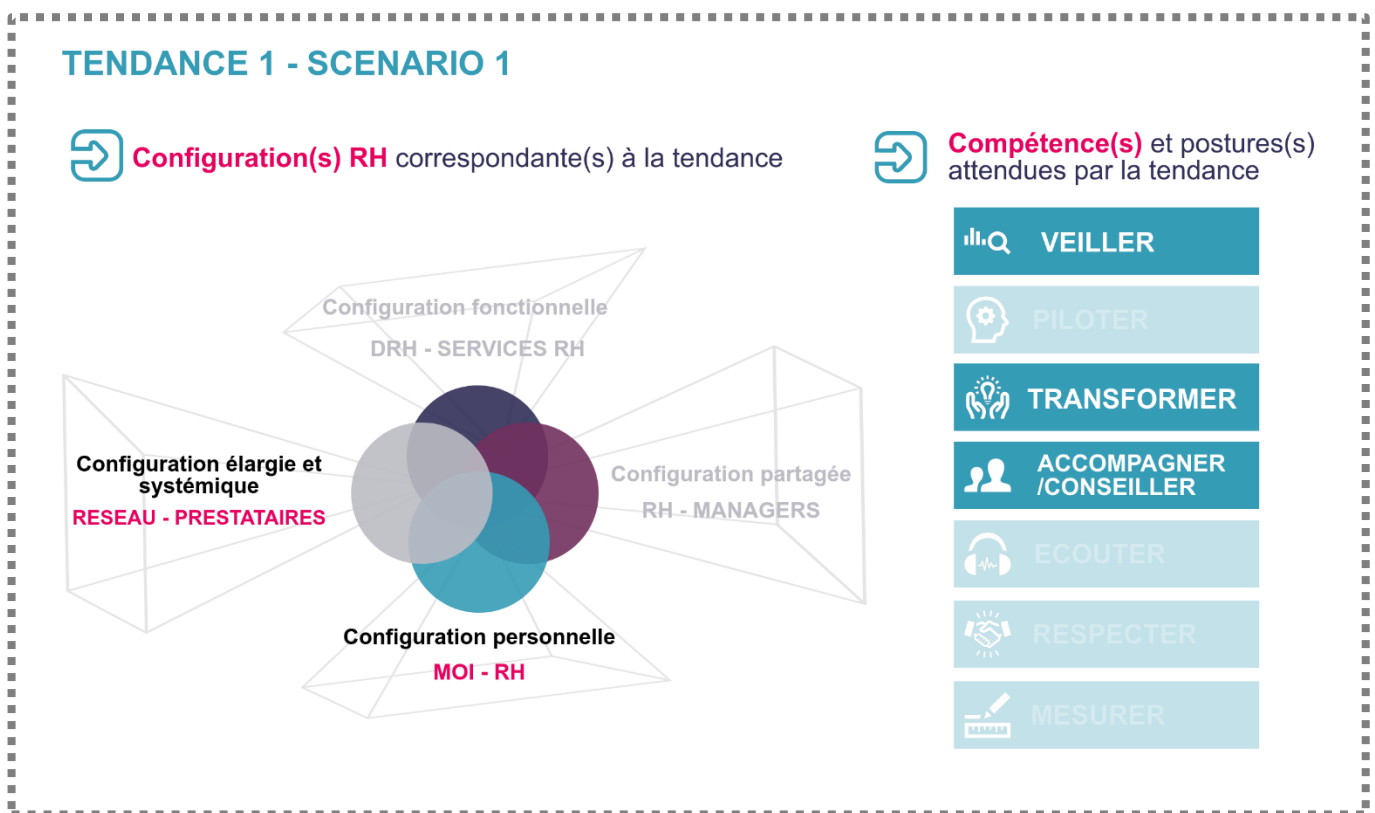 TENDANCE 1 - SCENARIO 1
Configuration(s) RH correspondante(s) à la tendance
Configuration fonctionnelle
DRH - SERVICES RH
Configuration élargie et
systémique
RESEAU - PRESTATAIRES
Configuration partagée
RH - MANAGERS
Configuration personnelle
MOI - RH
Compétence(s) et postures(s)
attendues par la tendance
VEILLER
PILOTER
TRANSFORMER
ACCOMPAGNER
/CONSEILLER
ECOUTER
RESPECTER
MESURER